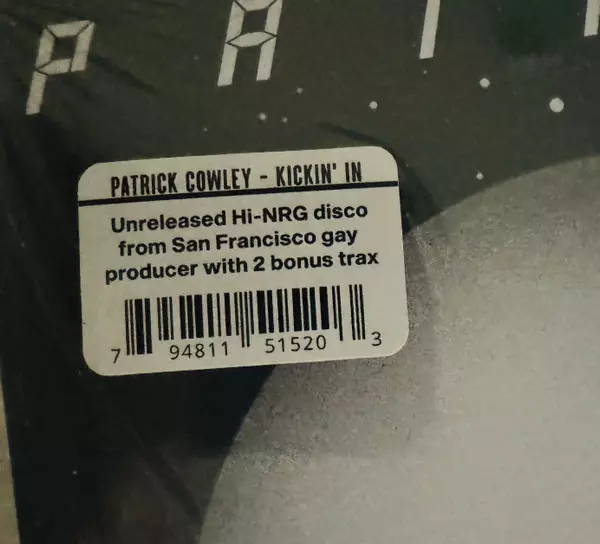 PAT
PATRICK COWLEY - KICKIN' IN
Unreleased Hi-NRG disco
from San Francisco gay
producer with 2 bonus trax
7 94811 51520 3